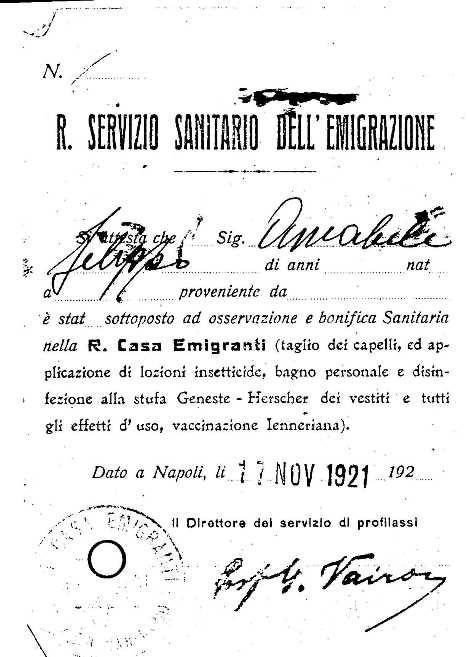 N.
R. SERVIZIO SANITARIO DELL' EMIGRAZIONE
Si attesta che Sig. Amabile
Filippo di anni nat
a proveniente da
è stat sottoposto ad osservazione e bonifica Sanitaria
nella R. Casa Emigranti (taglio dei capelli, ed ap-
plicazione di lozioni insetticide, bagno personale e disin-
fezione alla stufa Geneste - Herscher dei vestiti e tutti
gli effetti d' uso, vaccinazione Ienneriana).
Dato a Napoli, li 17 NOV 1921 192
Il Direttore del servizio di profilassi
CASA EMIGRANTI